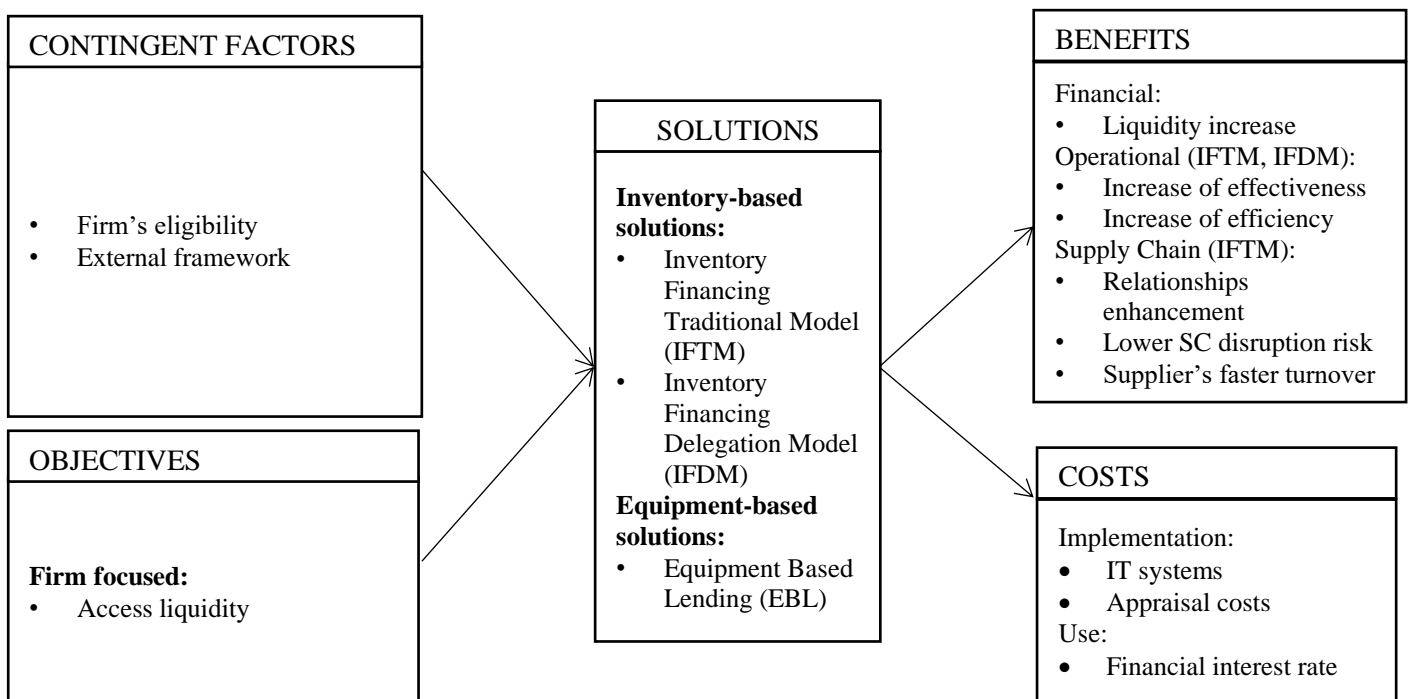 CONTINGENT FACTORS
• Firm’s eligibility
• External framework
OBJECTIVES
Firm focused:
• Access liquidity
SOLUTIONS
Inventory-based
solutions:
• Inventory
Financing
Traditional Model
(IFTM)
• Inventory
Financing
Delegation Model
(IFDM)
Equipment-based
solutions:
• Equipment Based
Lending (EBL)
BENEFITS
Financial:
• Liquidity increase
Operational (IFTM, IFDM):
• Increase of effectiveness
• Increase of efficiency
Supply Chain (IFTM):
• Relationships
enhancement
• Lower SC disruption risk
• Supplier’s faster turnover
COSTS
Implementation:
• IT systems
• Appraisal costs
Use:
• Financial interest rate